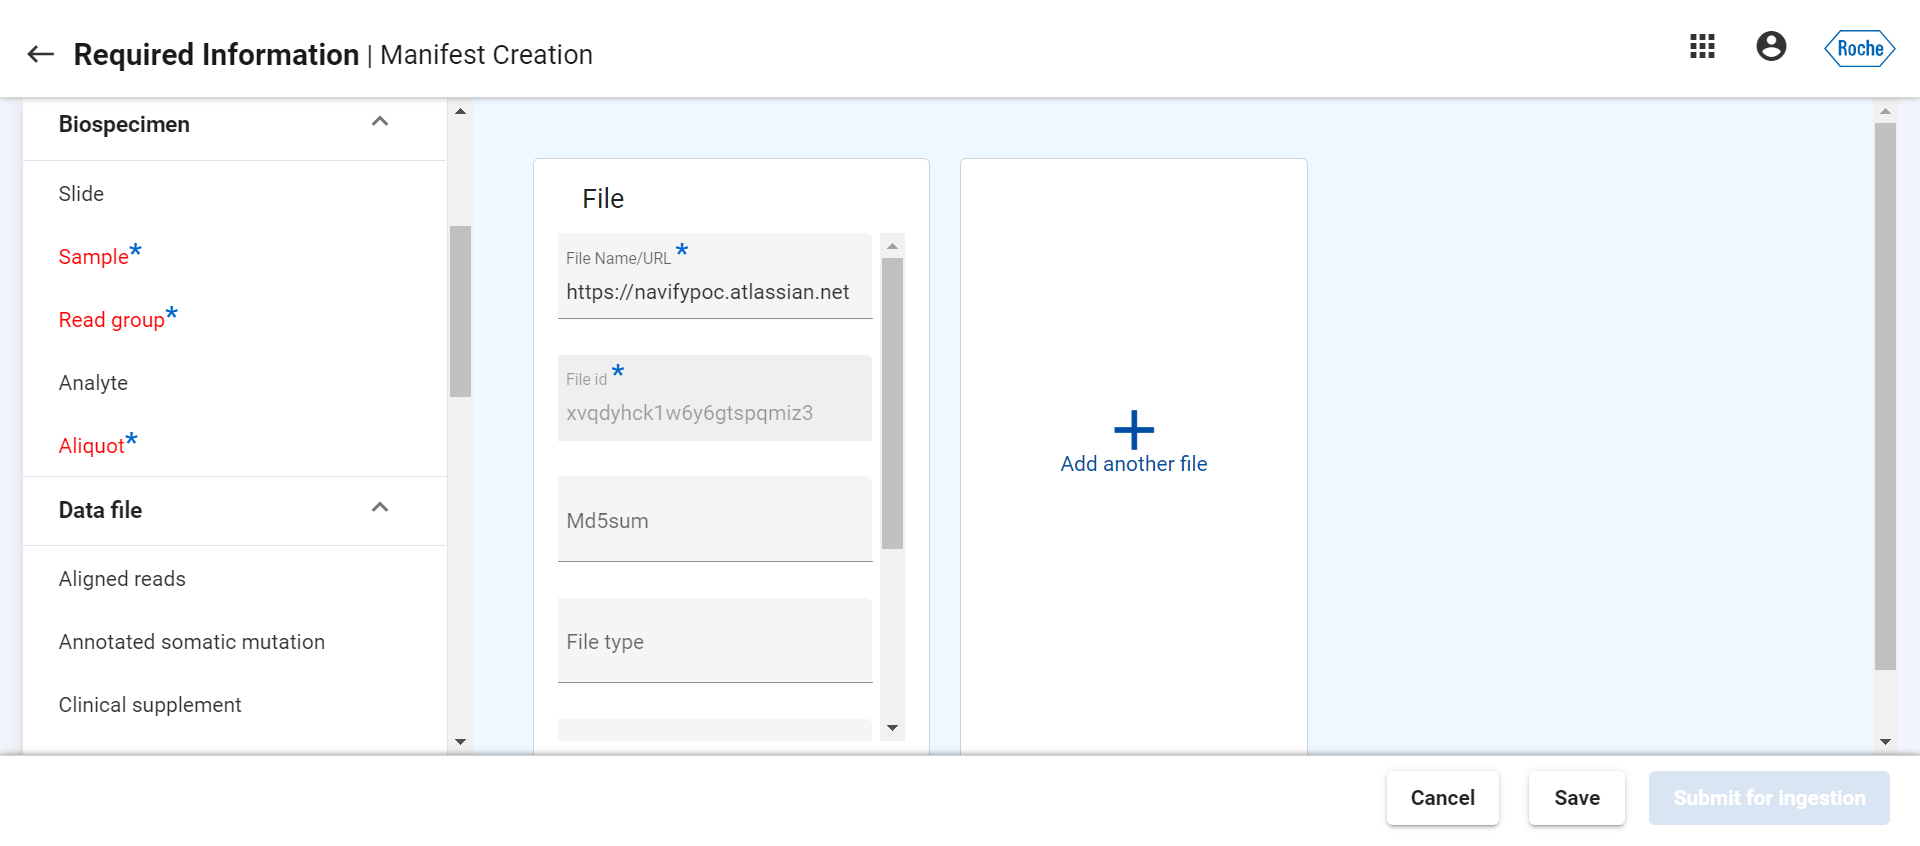 Required Information | Manifest Creation
Roche
Biospecimen
Slide
Sample*
Read group*
Analyte
Aliquot*
Data file
Aligned reads
Annotated somatic mutation
Clinical supplement
File
File Name/URL *
https://navifypoc.atlassian.net
File id *
xvqdyhck1w6y6gtspqmiz3
Md5sum
File type
Add another file
Cancel
Save
Submit for ingestion